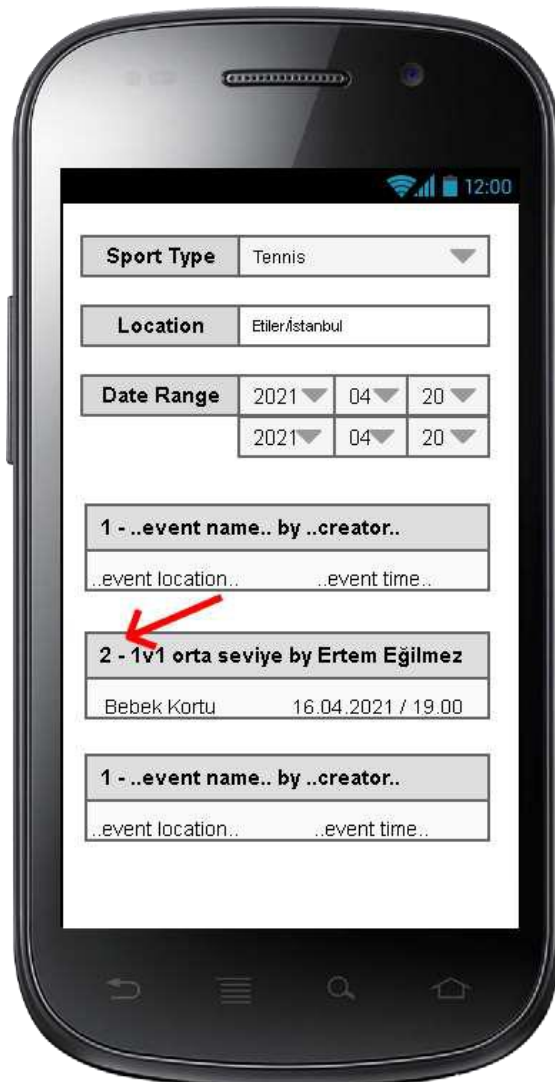 12:00
Sport Type Tennis
Location Etiler/İstanbul
Date Range 2021 04 20
2021 04 20
1 - ..event name.. by ..creator..
..event location.. ..event time..
2 - 1v1 orta seviye by Ertem Eğilmez
Bebek Kortu 16.04.2021 / 19.00
1 - ..event name.. by ..creator..
..event location.. ..event time..